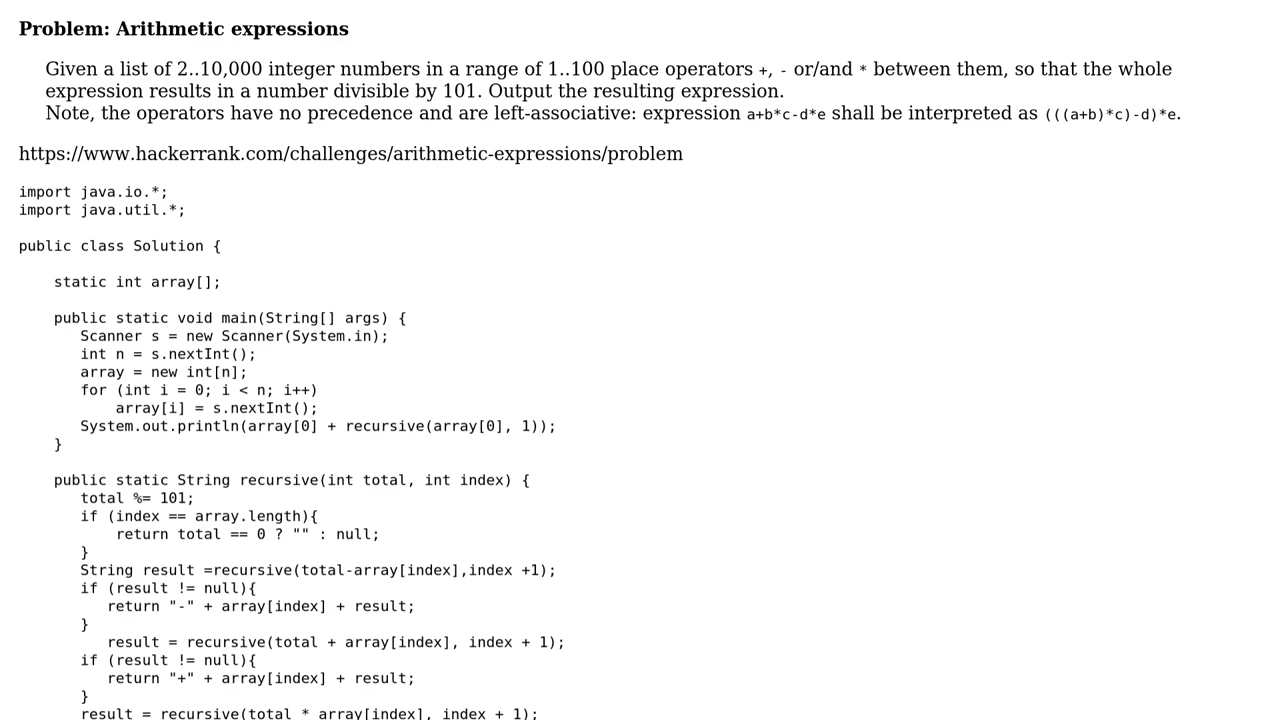 Problem: Arithmetic expressions
Given a list of 2..10,000 integer numbers in a range of 1..100 place operators +, - or/and * between them, so that the whole
expression results in a number divisible by 101. Output the resulting expression.
Note, the operators have no precedence and are left-associative: expression a+b*c-d*e shall be interpreted as (((a+b)*c)-d)*e.
https://www.hackerrank.com/challenges/arithmetic-expressions/problem
import java.io.*;
import java.util.*;
public class Solution {
static int array[];
public static void main(String[] args) {
Scanner s = new Scanner(System.in);
int n = s.nextInt();
array = new int[n];
for (int i = 0; i < n; i++)
array[i] = s.nextInt();
System.out.println(array[0] + recursive(array[0], 1));
}
public static String recursive(int total, int index) {
total %= 101;
if (index == array.length){
return total == 0 ? "" : null;
}
String result =recursive(total-array[index],index +1);
if (result != null){
return "-" + array[index] + result;
}
result = recursive(total + array[index], index + 1);
if (result != null){
return "+" + array[index] + result;
}
result = recursive(total * array[index], index + 1);